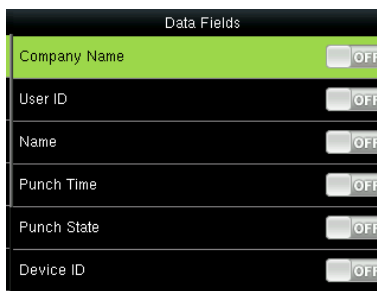 Data Fields
Company Name OFF
User ID OFF
Name OFF
Punch Time OFF
Punch State OFF
Device ID OFF